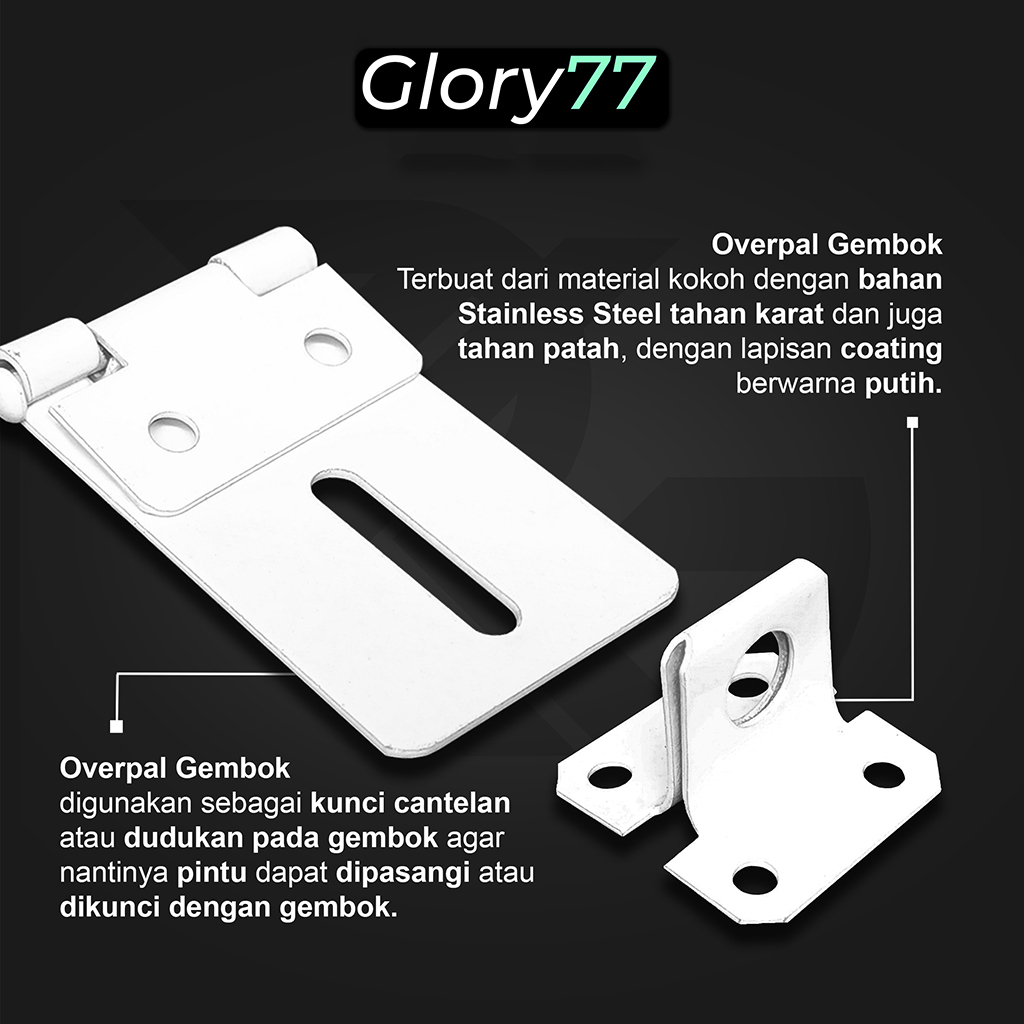 Glory77
Overpal Gembok
Terbuat dari material kokoh dengan bahan
Stainless Steel tahan karat dan juga
tahan patah, dengan lapisan coating
berwarna putih.
Overpal Gembok
digunakan sebagai kunci cantelan
atau dudukan pada gembok agar
nantinya pintu dapat dipasangi atau
dikunci dengan gembok.